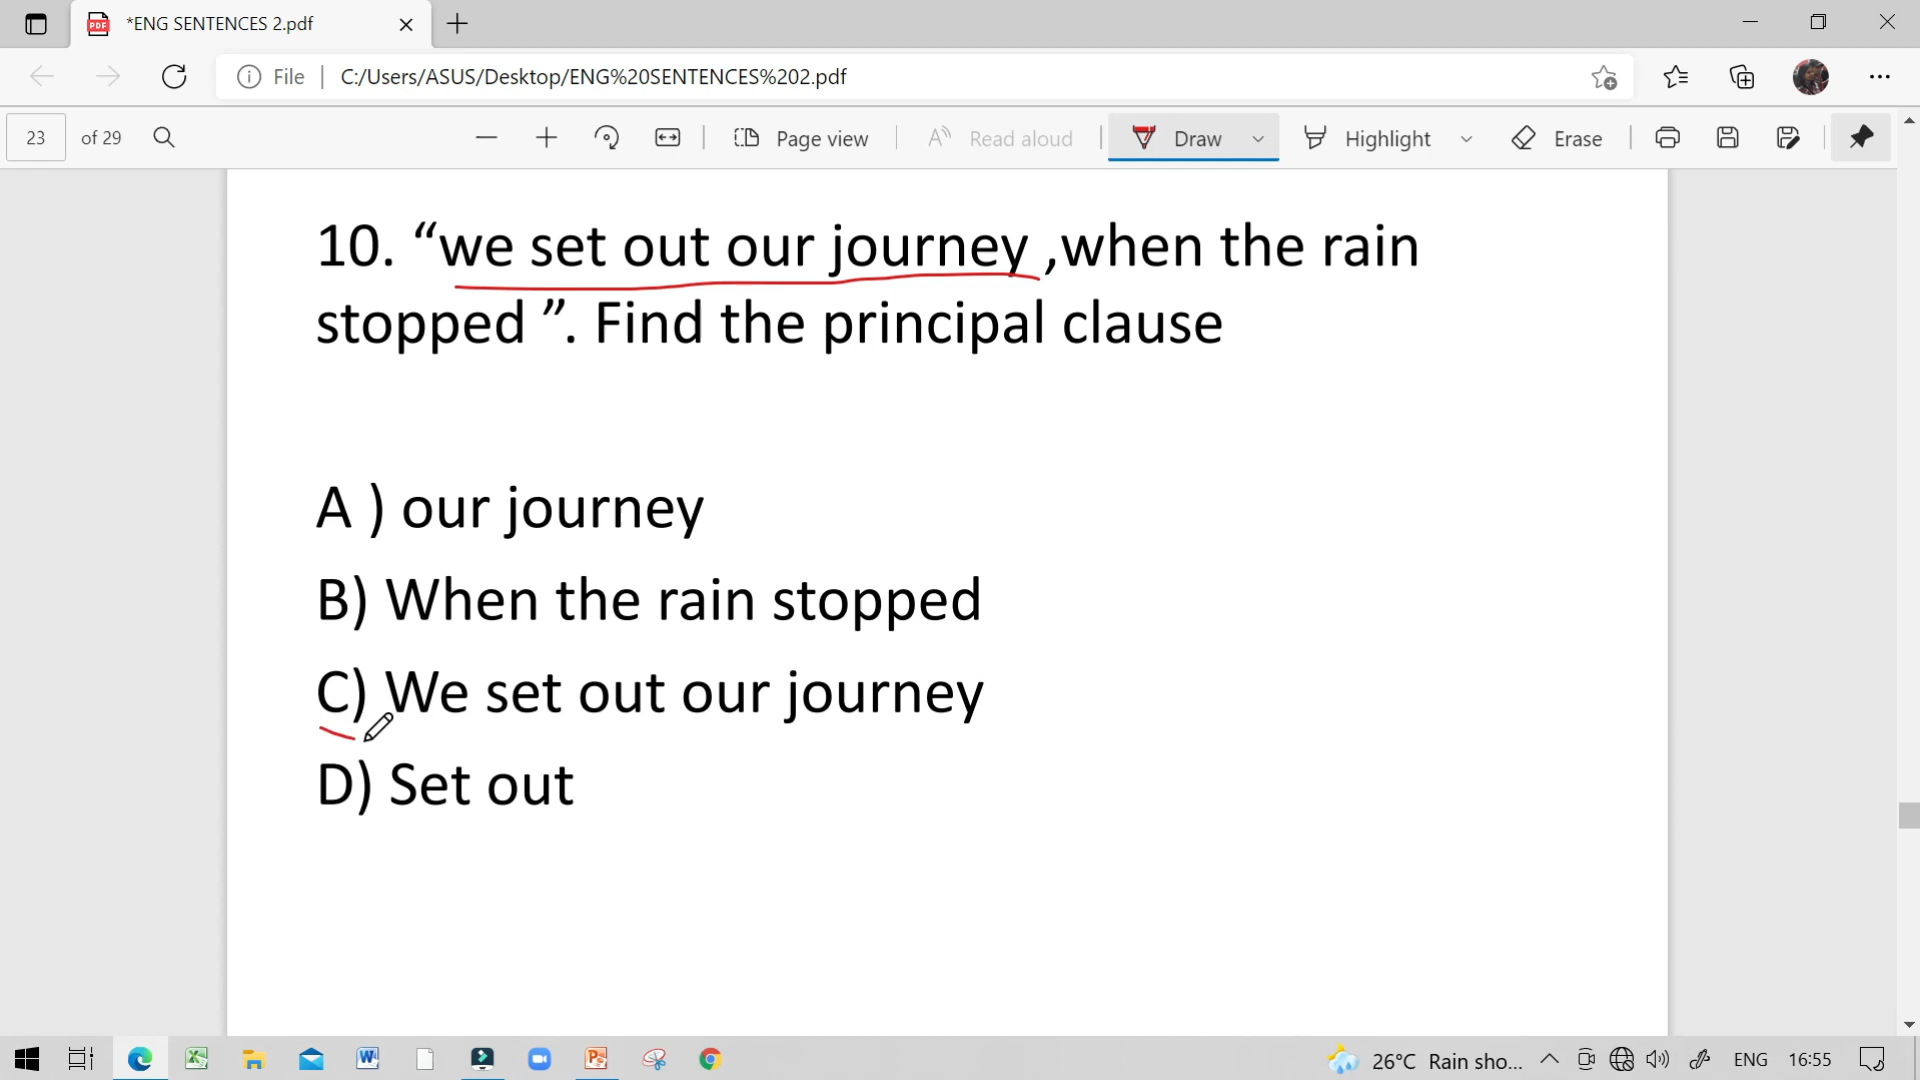 *ENG SENTENCES 2.pdf
File | C:/Users/ASUS/Desktop/ENG%20SENTENCES%202.pdf
23 of 29 Page view Read aloud Draw Highlight Erase
10. “we set out our journey ,when the rain
stopped ”. Find the principal clause
A ) our journey
B) When the rain stopped
C) We set out our journey
D) Set out
26°C Rain sho... ENG 16:55